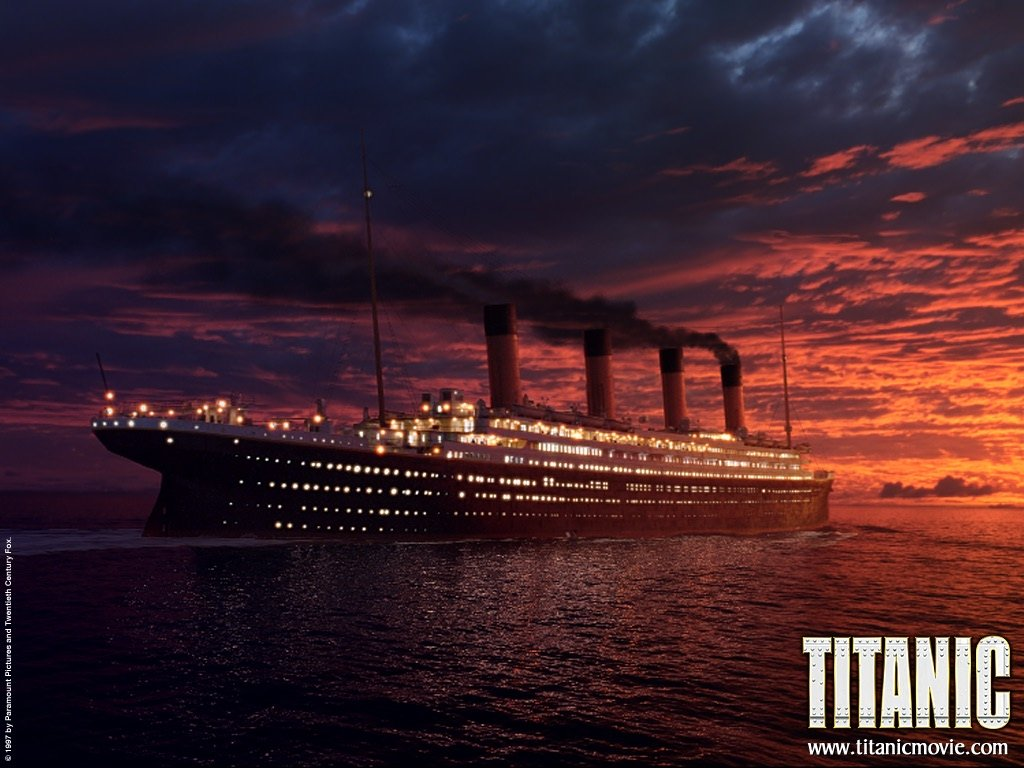 © 1997 by Paramount Pictures and Twentieth Century Fox.
TITANIC
www.titanicmovie.com